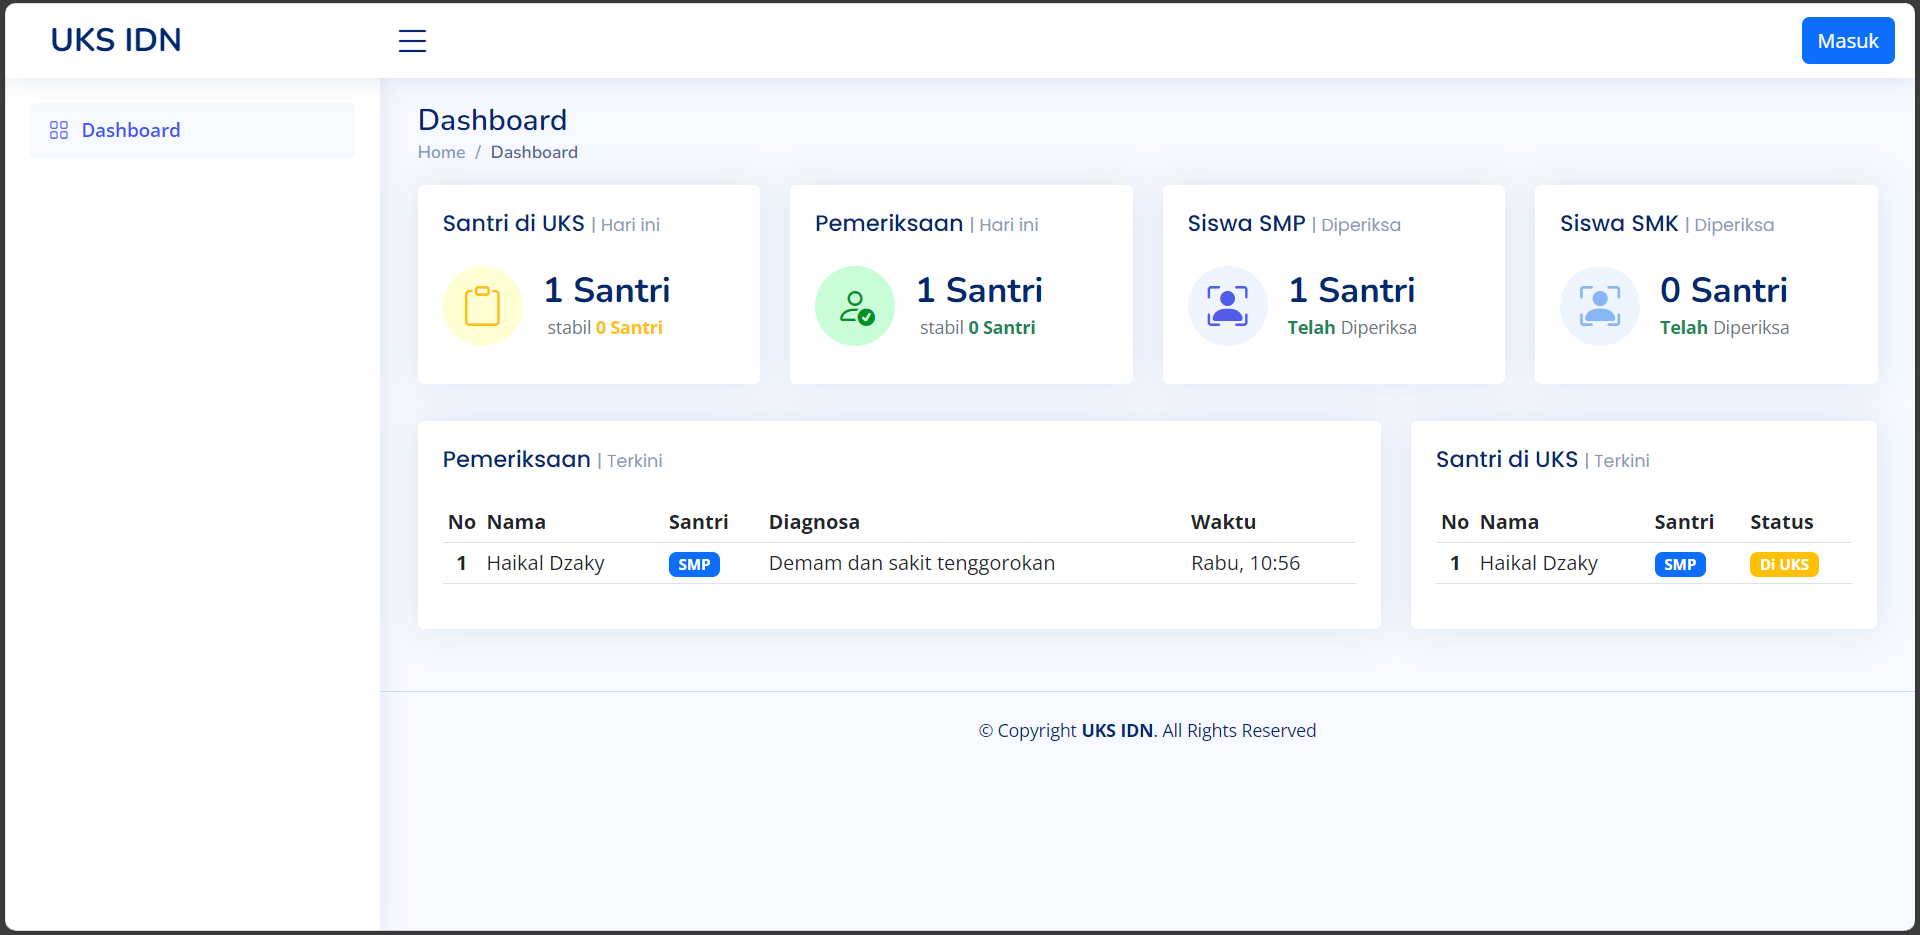 UKS IDN
Masuk
Dashboard
Dashboard
Home / Dashboard
Santri di UKS | Hari ini
1 Santri
stabil 0 Santri
Pemeriksaan | Hari ini
1 Santri
stabil 0 Santri
Siswa SMP | Diperiksa
1 Santri
Telah Diperiksa
Siswa SMK | Diperiksa
0 Santri
Telah Diperiksa
Pemeriksaan | Terkini
No Nama Santri Diagnosa Waktu
1 Haikal Dzaky SMP Demam dan sakit tenggorokan Rabu, 10:56
Santri di UKS | Terkini
No Nama Santri Status
1 Haikal Dzaky SMP Di UKS
© Copyright UKS IDN. All Rights Reserved